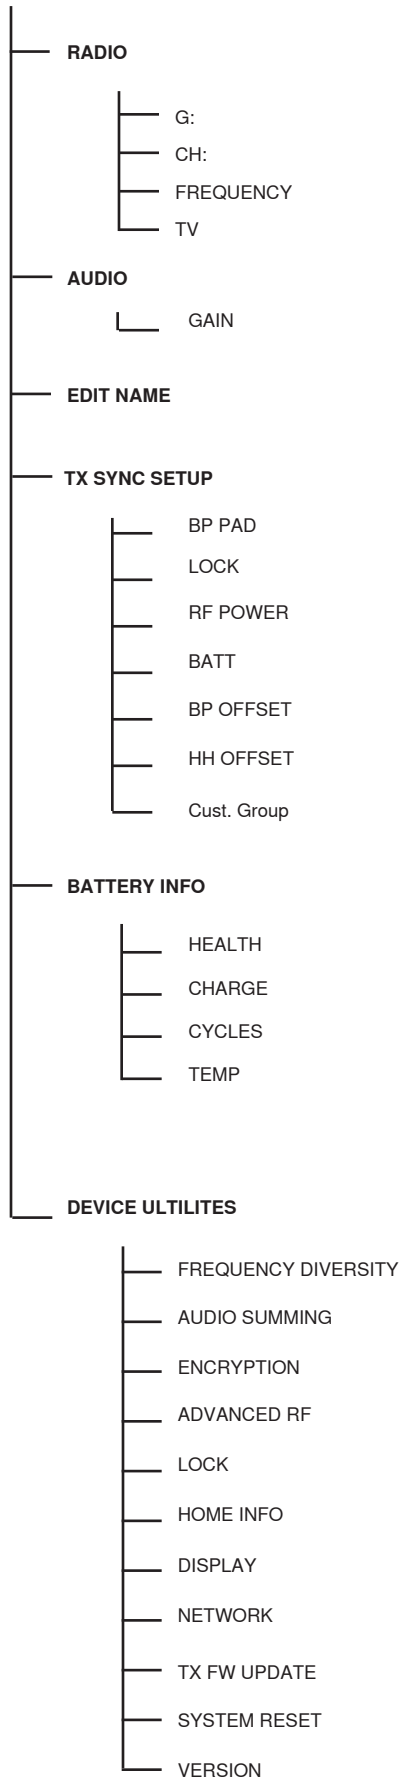 RADIO
G:
CH:
FREQUENCY
TV
AUDIO
GAIN
EDIT NAME
TX SYNC SETUP
BP PAD
LOCK
RF POWER
BATT
BP OFFSET
HH OFFSET
Cust. Group
BATTERY INFO
HEALTH
CHARGE
CYCLES
TEMP
DEVICE ULTILITES
FREQUENCY DIVERSITY
AUDIO SUMMING
ENCRYPTION
ADVANCED RF
LOCK
HOME INFO
DISPLAY
NETWORK
TX FW UPDATE
SYSTEM RESET
VERSION